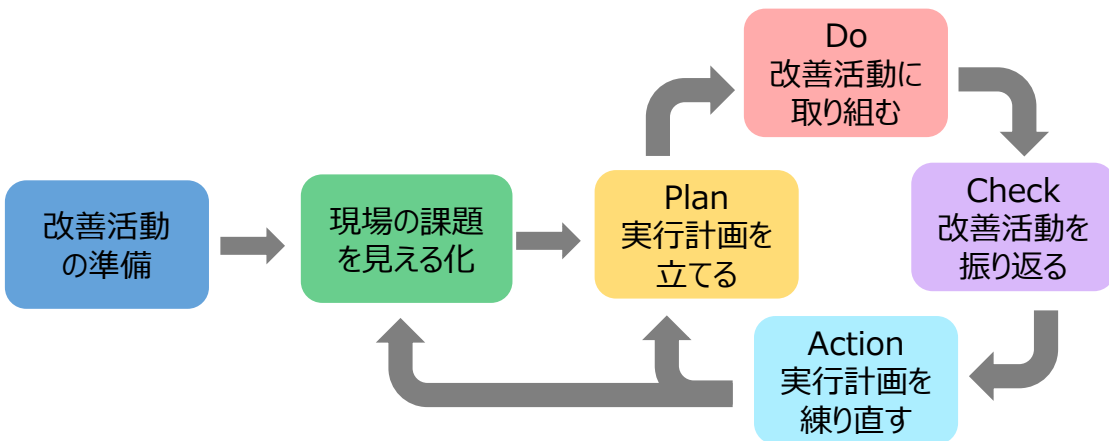 改善活動
の準備
現場の課題
を見える化
Plan
実行計画を
立てる
Do
改善活動に
取り組む
Check
改善活動を
振り返る
Action
実行計画を
練り直す